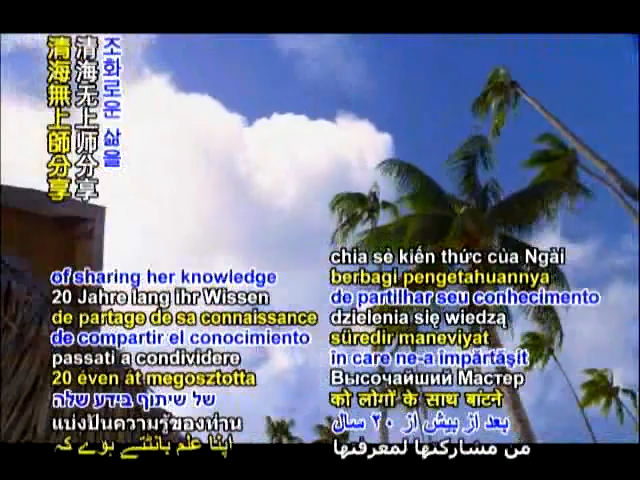 조화로운 삶을
清海无上师分享
清海無上師分享
of sharing her knowledge
20 Jahre lang ihr Wissen
de partage de sa connaissance
de compartir el conocimiento
passati a condividere
20 éven át megosztotta
של שיתוף בידע שלה
แบ่งปันความรู้ของท่าน
اپنا علم بانٹتے ہوے کہ
chia sẻ kiến thức của Ngài
berbagi pengetahuannya
de partilhar seu conhecimento
dzielenia się wiedzą
süredir maneviyat
în care ne-a împărtăşit
Высочайший Мастер
को लोगों के साथ बांटने
بعد از بیش از ۲۰ سال
من مشاركتها لمعرفتها